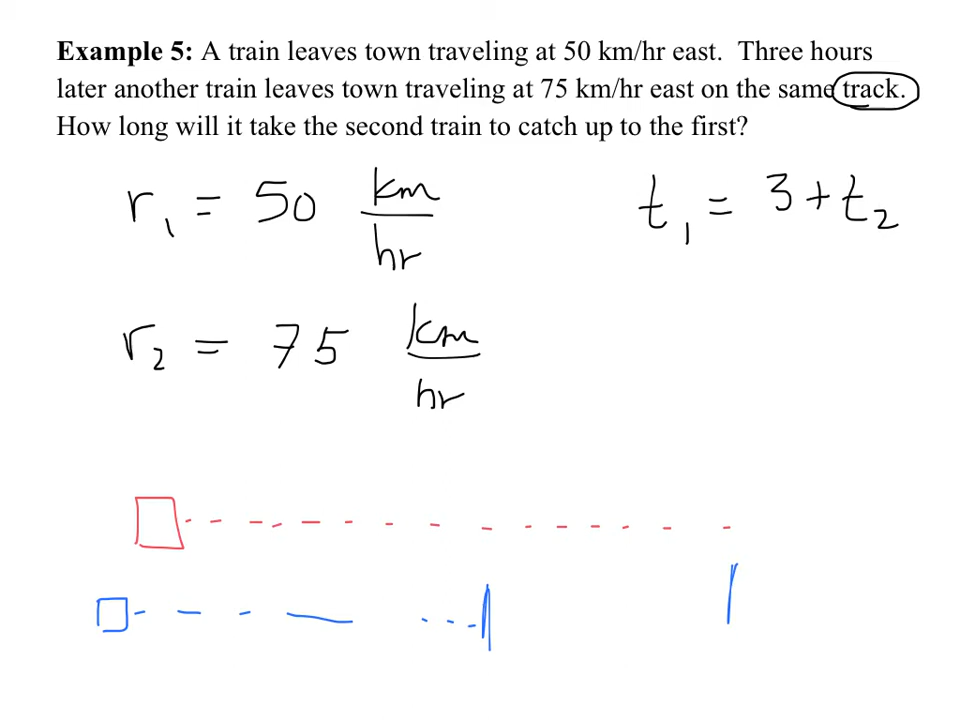 Example 5: A train leaves town traveling at 50 km/hr east. Three hours
later another train leaves town traveling at 75 km/hr east on the same track.
How long will it take the second train to catch up to the first?
r₁ = 50 km/hr
t₁ = 3 + t₂
r₂ = 75 km/hr